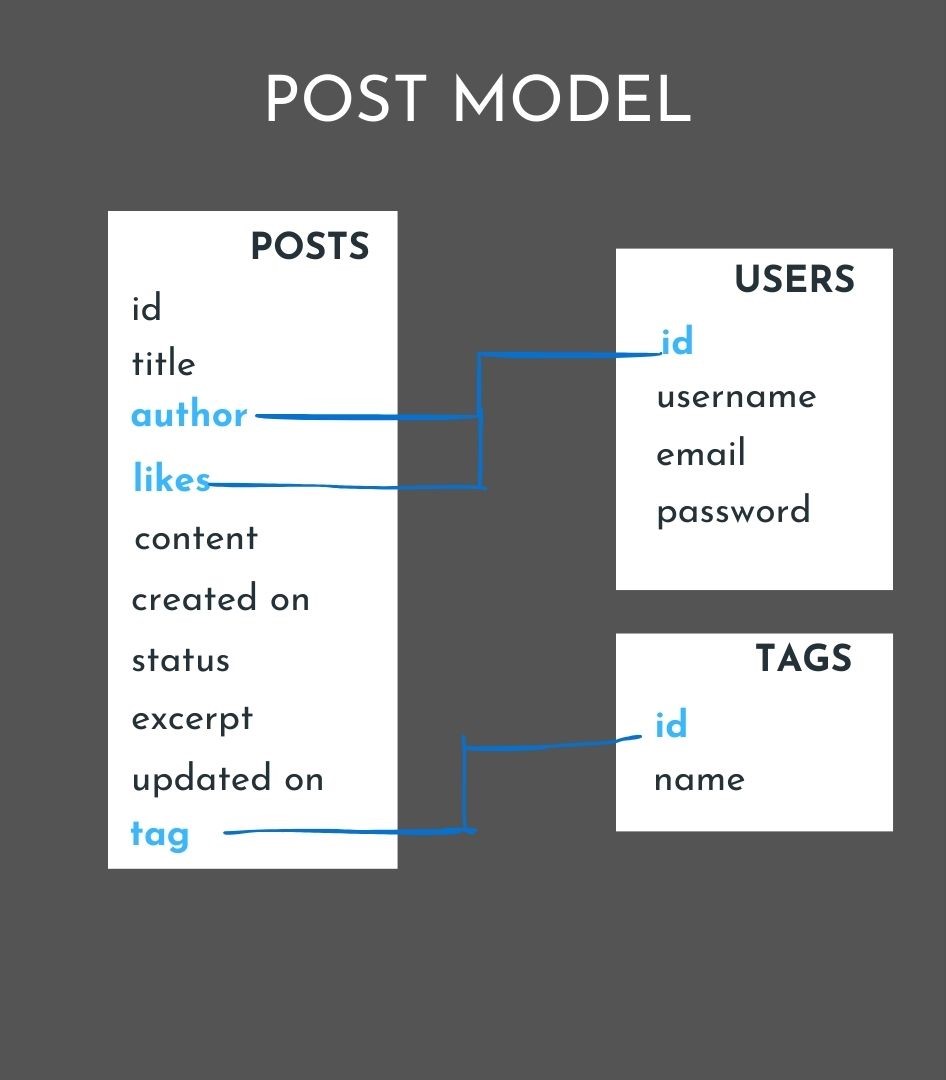 POST MODEL
POSTS
id
title
author
likes
content
created on
status
excerpt
updated on
tag
USERS
id
username
email
password
TAGS
id
name